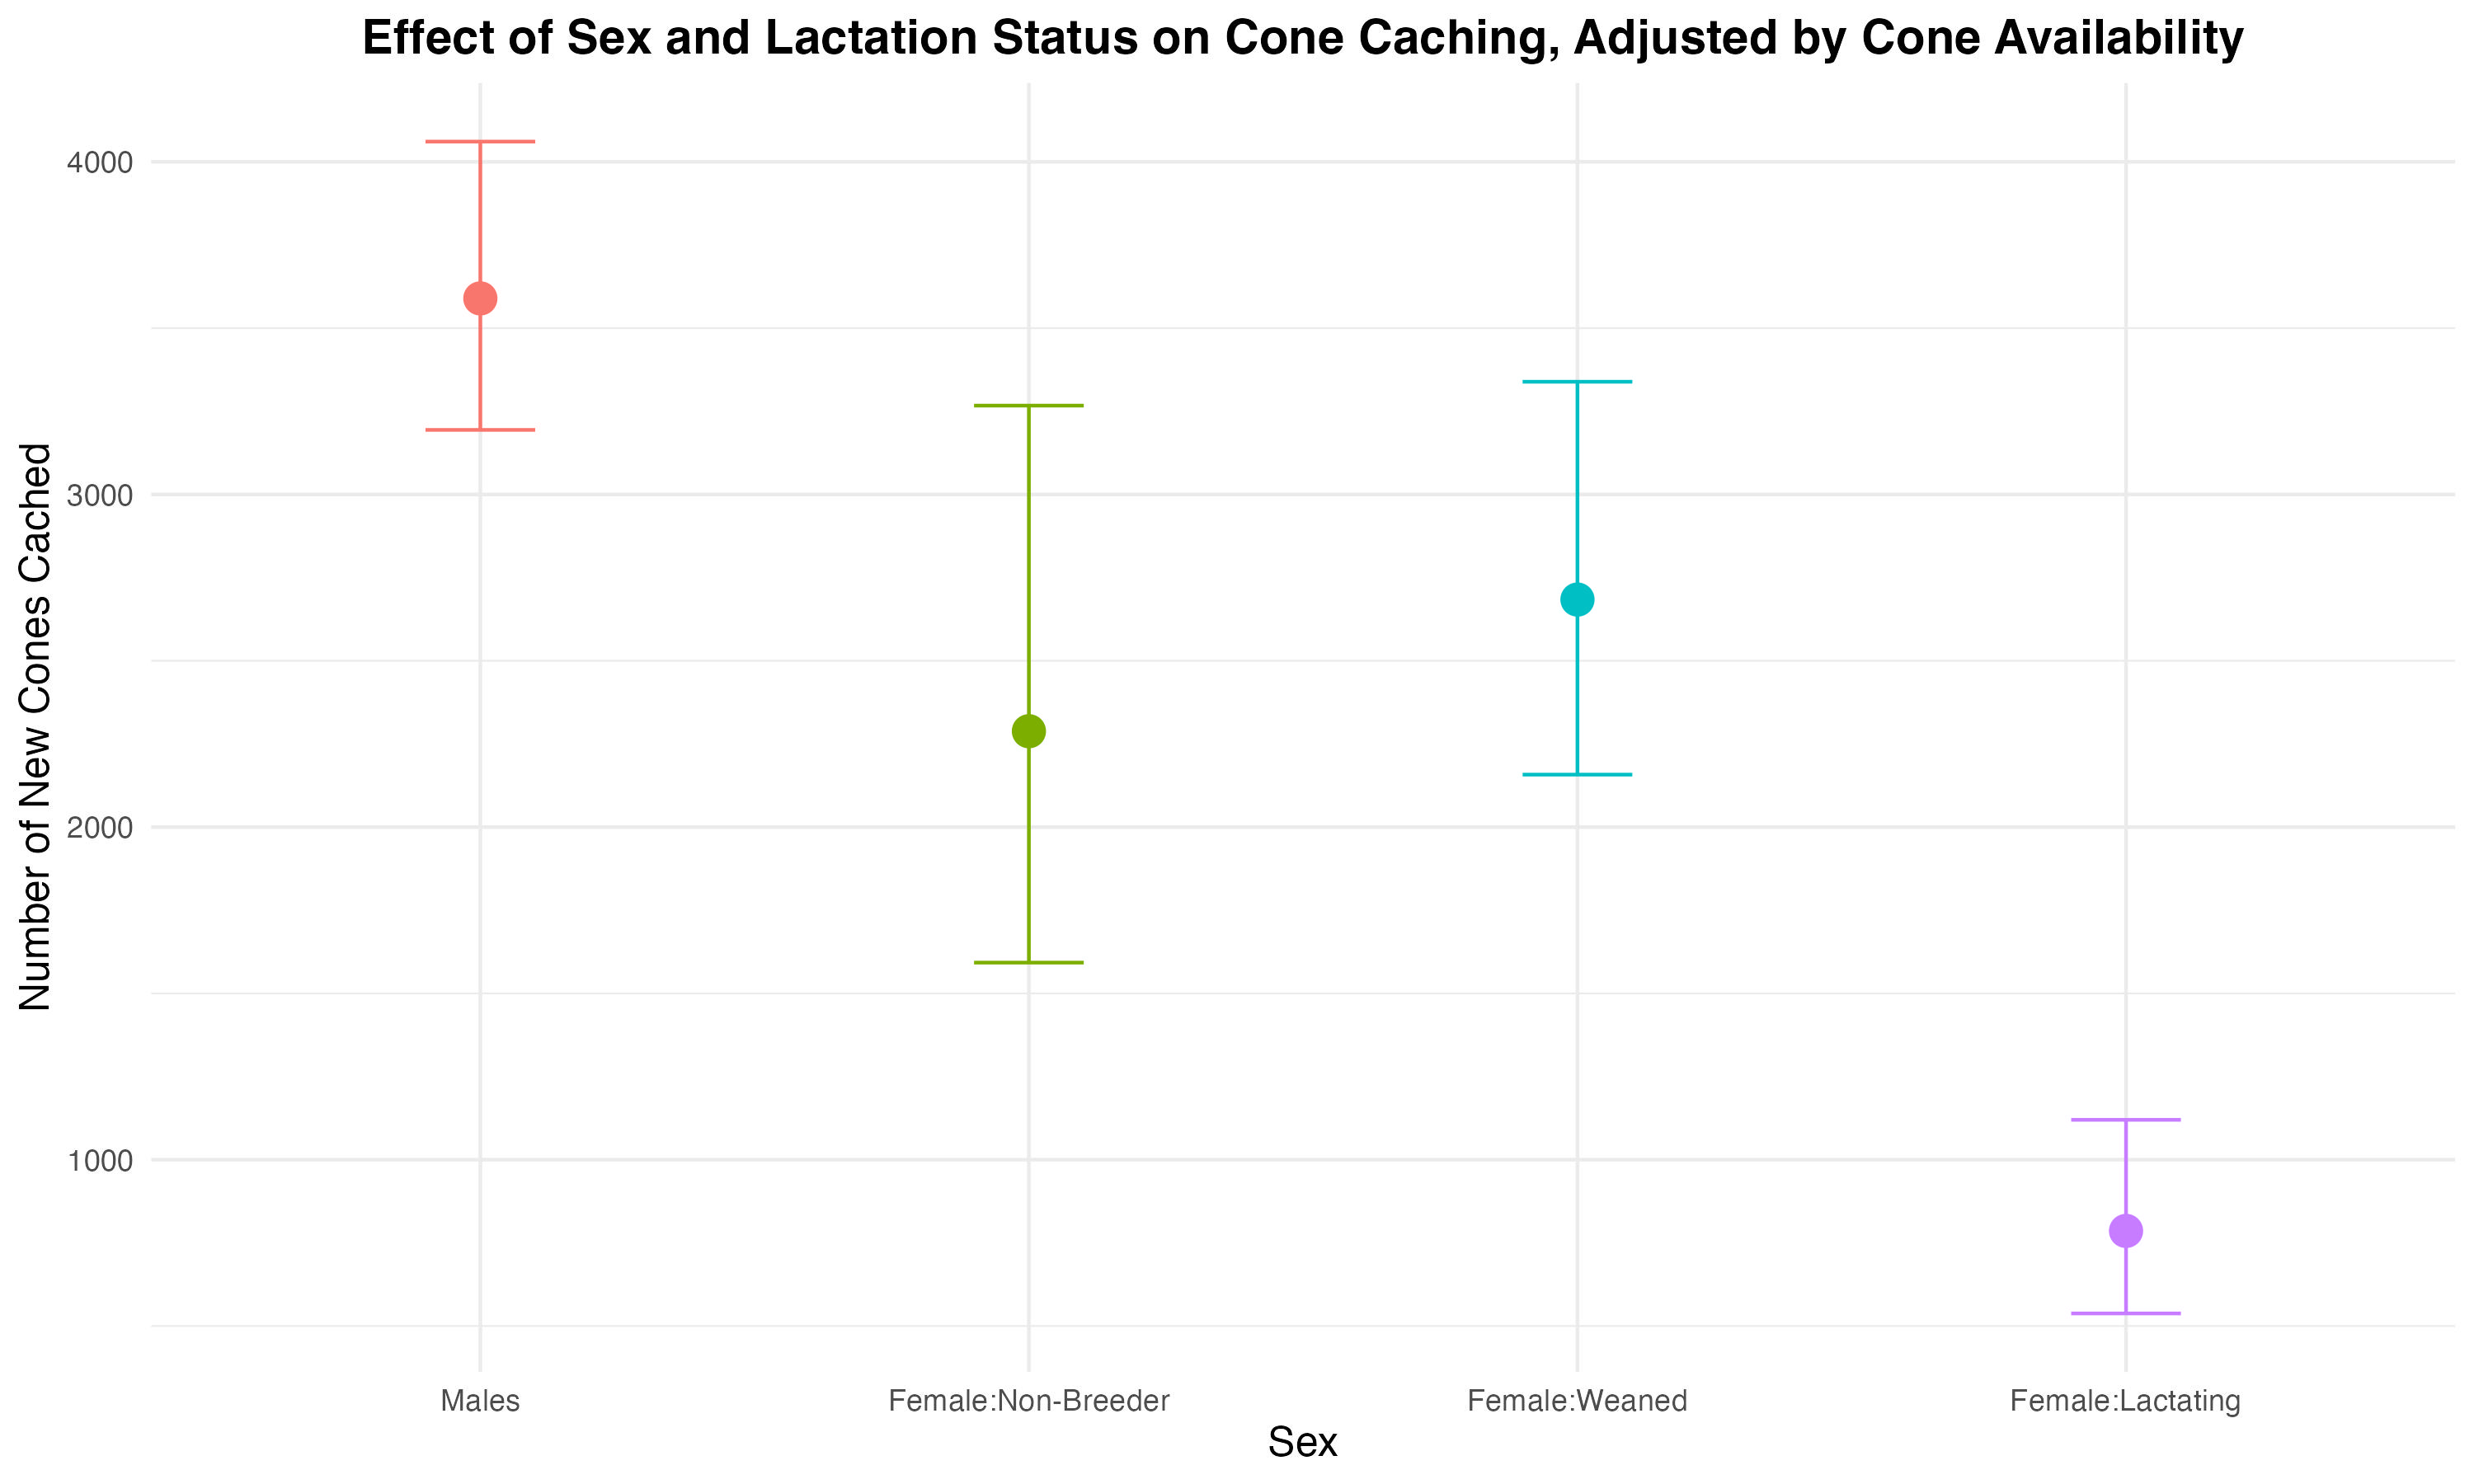 Effect of Sex and Lactation Status on Cone Caching, Adjusted by Cone Availability
Number of New Cones Cached
4000
3000
2000
1000
Males
Female:Non-Breeder
Female:Weaned
Female:Lactating
Sex